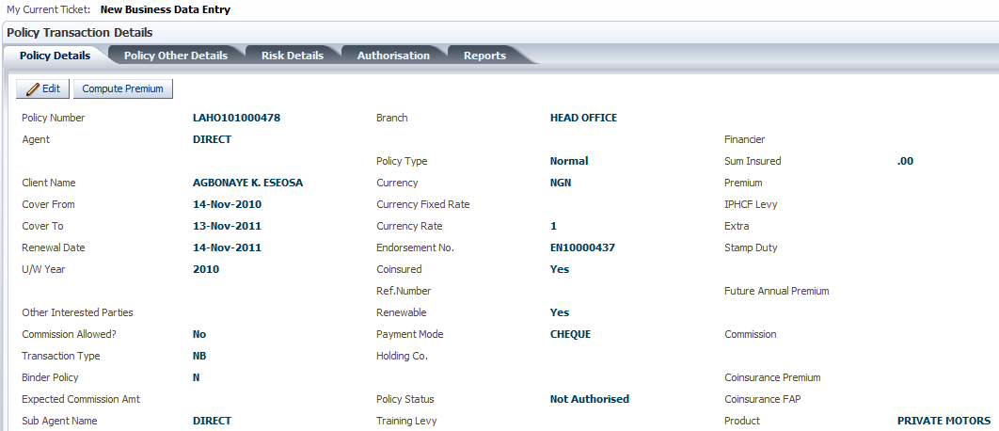 My Current Ticket: New Business Data Entry
Policy Transaction Details
Policy Details Policy Other Details Risk Details Authorisation Reports
Edit Compute Premium
Policy Number LAHO101000478 Branch HEAD OFFICE
Agent DIRECT Financier
Policy Type Normal Sum Insured .00
Client Name AGBONAYE K. ESEOSA Currency NGN Premium
Cover From 14-Nov-2010 Currency Fixed Rate IPHCF Levy
Cover To 13-Nov-2011 Currency Rate 1 Extra
Renewal Date 14-Nov-2011 Endorsement No. EN10000437 Stamp Duty
U/W Year 2010 Coinsured Yes
Ref.Number Future Annual Premium
Other Interested Parties Renewable Yes
Commission Allowed? No Payment Mode CHEQUE Commission
Transaction Type NB Holding Co.
Binder Policy N Coinsurance Premium
Expected Commission Amt Policy Status Not Authorised Coinsurance FAP
Sub Agent Name DIRECT Training Levy Product PRIVATE MOTORS